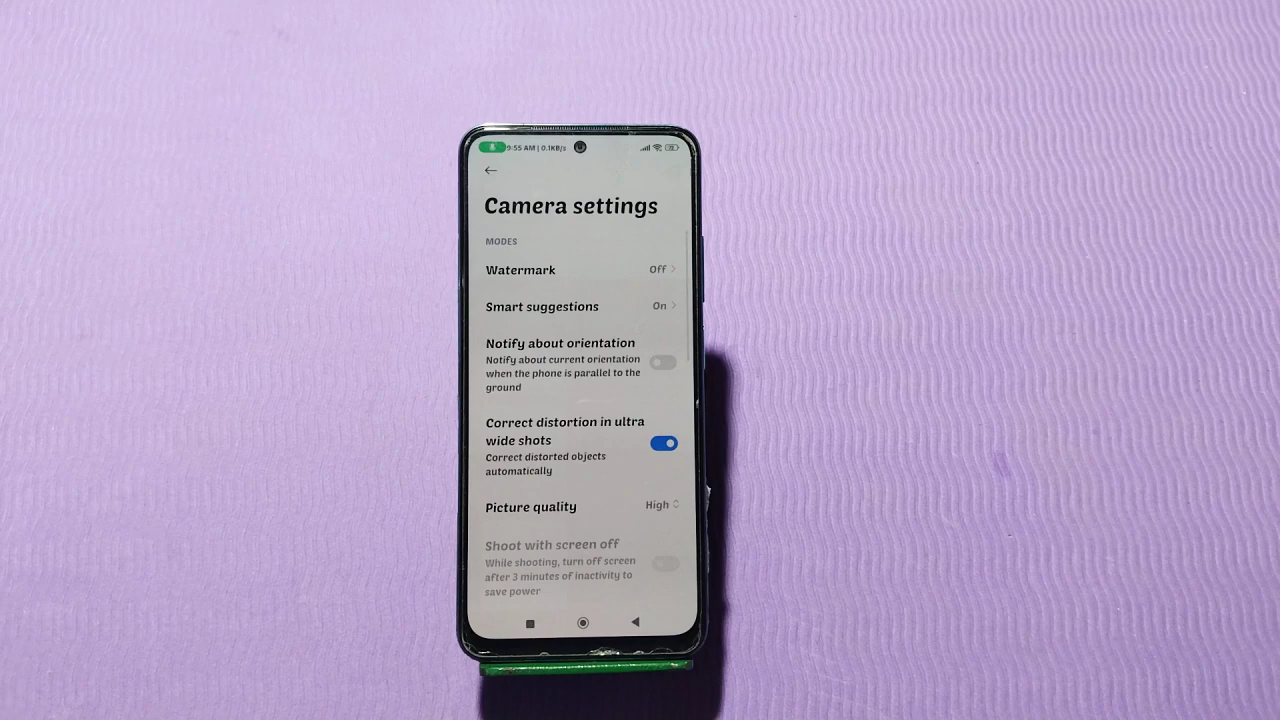 9:55 AM | 0.1KB/s
Camera settings
MODES
Watermark Off
Smart suggestions On
Notify about orientation
Notify about current orientation
when the phone is parallel to the
ground
Correct distortion in ultra
wide shots
Correct distorted objects
automatically
Picture quality High
Shoot with screen off
While shooting, turn off screen
after 3 minutes of inactivity to
save power